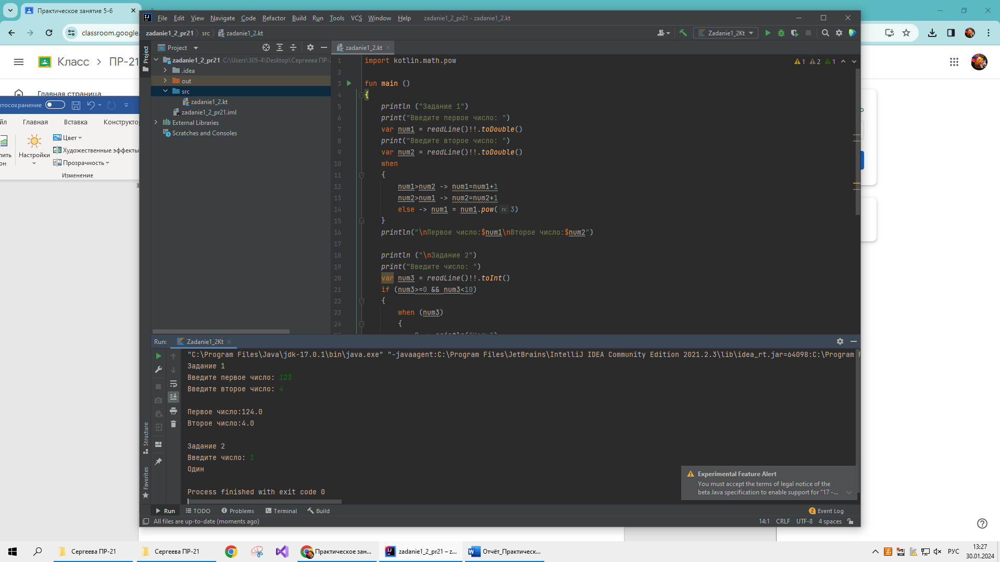 Практическое занятие 5-6
classroom.google.
Класс
ПР-21
Главная страница
втосохранение
йл Главная Вставка Конструктор
Цвет
Настройки
Художественные эффекты
Прозрачность
Изменение
File Edit View Navigate Code Refactor Build Run Tools VCS Window Help zadanie1_2_pr21 - zadanie1_2.kt
zadanie1_2_pr21 src zadanie1_2.kt
Zadanie1_2Kt
Project
Project
zadanie1_2_pr21 C:\Users\305-4\Desktop\Сергеева ПР-2
.idea
out
src
zadanie1_2.kt
zadanie1_2_pr21.iml
External Libraries
Scratches and Consoles
zadanie1_2.kt
1 2 1
1 import kotlin.math.pow
2
3 fun main ()
4 {
5 println ("Задание 1")
6 print("Введите первое число: ")
7 var num1 = readLine()!!.toDouble()
8 print("Введите второе число: ")
9 var num2 = readLine()!!.toDouble()
10 when
11 {
12 num1>num2 -> num1=num1+1
13 num2>num1 -> num2=num2+1
14 else -> num1 = num1.pow( n: 3)
15 }
16 println("\nПервое число:$num1\nВторое число:$num2")
17
18 println ("\nЗадание 2")
19 print("Введите число: ")
20 var num3 = readLine()!!.toInt()
21 if (num3>=0 && num3<10)
22 {
23 when (num3)
24 {
Run: Zadanie1_2Kt
"C:\Program Files\Java\jdk-17.0.1\bin\java.exe" "-javaagent:C:\Program Files\JetBrains\IntelliJ IDEA Community Edition 2021.2.3\lib\idea_rt.jar=64098:C:\Program F
Задание 1
Введите первое число: 123
Введите второе число: 4
Первое число:124.0
Второе число:4.0
Задание 2
Введите число: 1
Один
Process finished with exit code 0
Structure
Favorites
Experimental Feature Alert
You must accept the terms of legal notice of the
beta Java specification to enable support for "17 -...
Run TODO Problems Terminal Build
2 Event Log
All files are up-to-date (moments ago)
14:1 CRLF UTF-8 4 spaces
Сергеева ПР-21
Сергеева ПР-21
Практическое зан...
zadanie1_2_pr21 – z...
Отчёт_Практическ...
РУС
13:27
30.01.2024